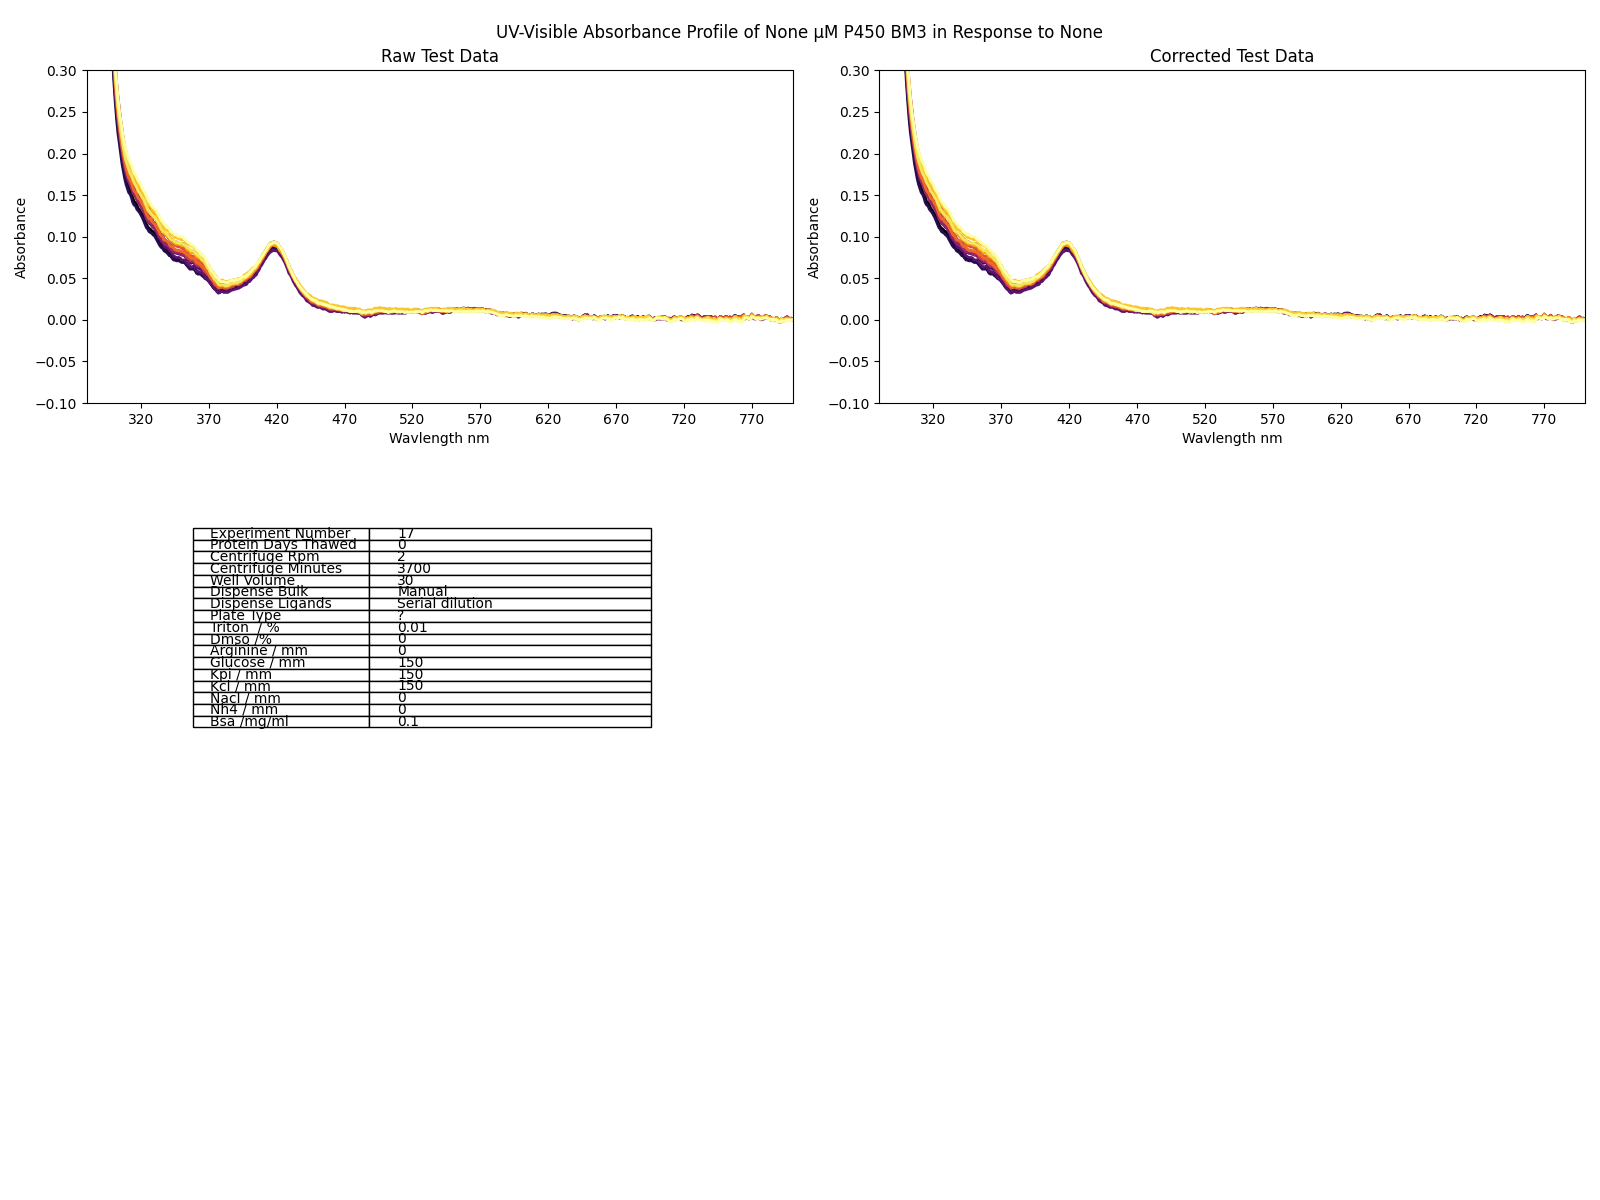 UV-Visible Absorbance Profile of None μM P450 BM3 in Response to None
Raw Test Data
0.30
0.25
0.20
0.15
0.10
0.05
0.00
−0.05
−0.10
Absorbance
320 370 420 470 520 570 620 670 720 770
Wavlength nm
Corrected Test Data
0.30
0.25
0.20
0.15
0.10
0.05
0.00
−0.05
−0.10
Absorbance
320 370 420 470 520 570 620 670 720 770
Wavlength nm
Experiment Number 17
Protein Days Thawed 0
Centrifuge Rpm 2
Centrifuge Minutes 3700
Well Volume 30
Dispense Bulk Manual
Dispense Ligands Serial dilution
Plate Type ?
Triton / % 0.01
Dmso /% 0
Arginine / mm 0
Glucose / mm 150
Kpi / mm 150
Kcl / mm 150
Nacl / mm 0
Nh4 / mm 0
Bsa /mg/ml 0.1